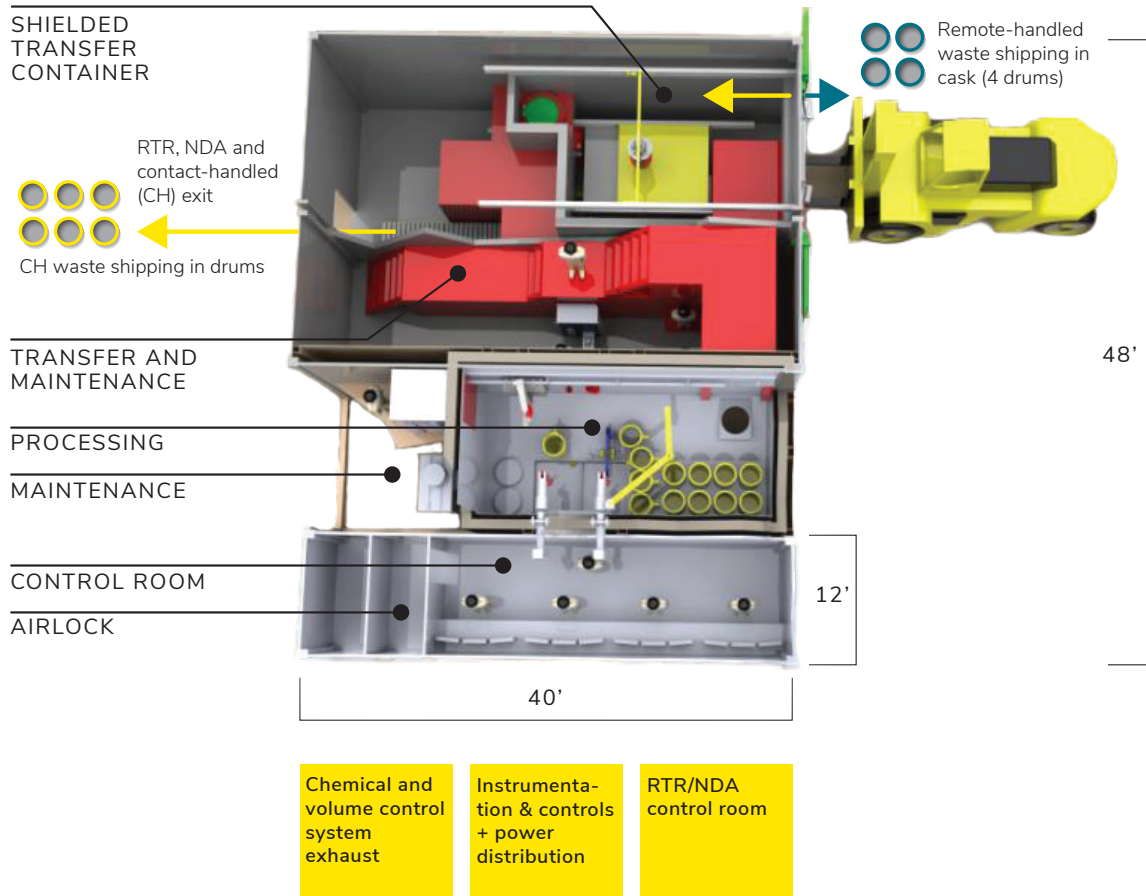 SHIELDED
TRANSFER
CONTAINER
Remote-handled
waste shipping in
cask (4 drums)
RTR, NDA and
contact-handled
(CH) exit
CH waste shipping in drums
TRANSFER AND
MAINTENANCE
48’
PROCESSING
MAINTENANCE
CONTROL ROOM
12’
AIRLOCK
40’
Chemical and
volume control
system
exhaust
Instrumenta-
tion & controls
+ power
distribution
RTR/NDA
control room